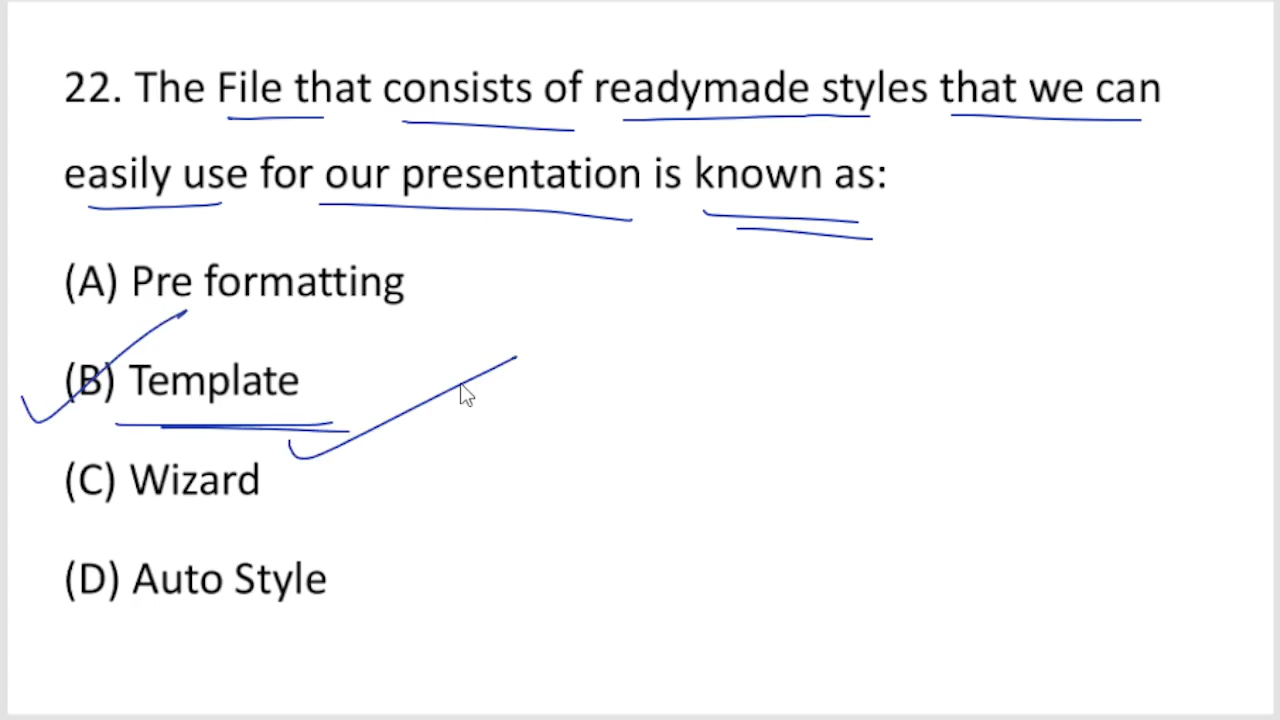 22. The File that consists of readymade styles that we can
easily use for our presentation is known as:
(A) Pre formatting
(B) Template
(C) Wizard
(D) Auto Style